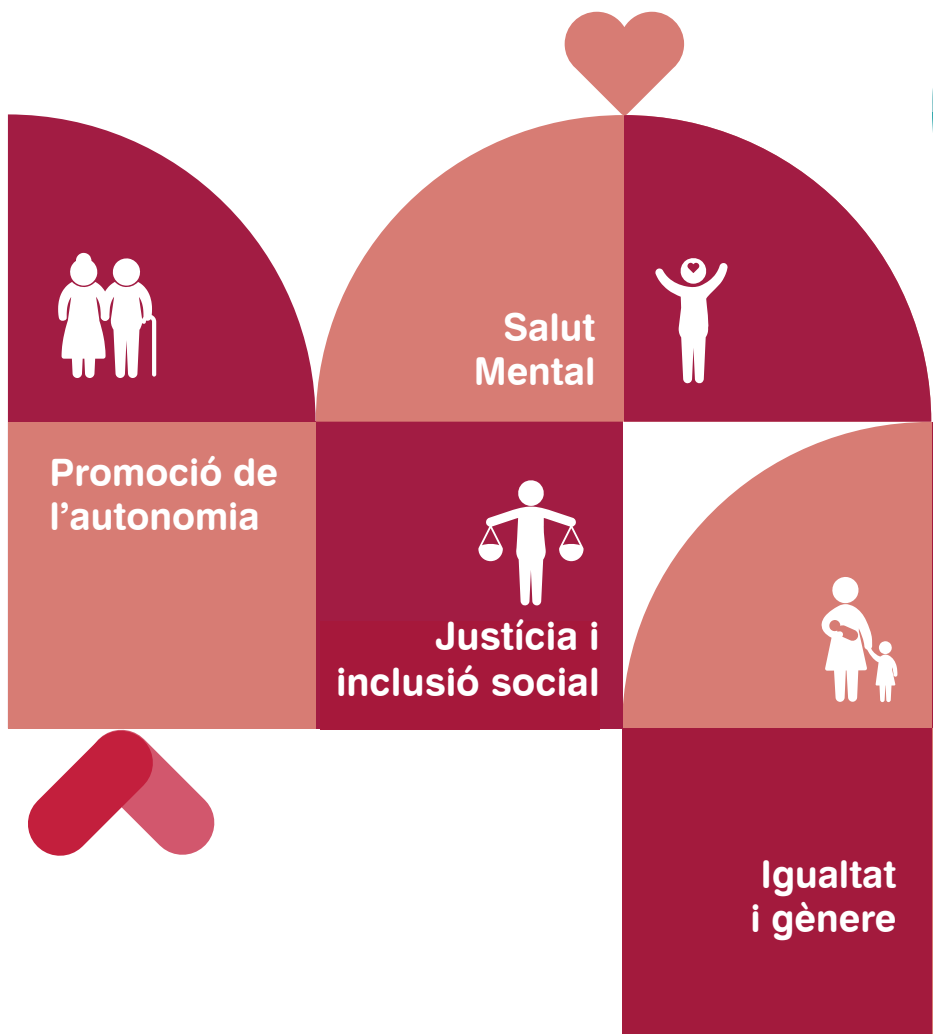 Salut
Mental
Promoció de
l’autonomia
Justícia i
inclusió social
Igualtat
i gènere